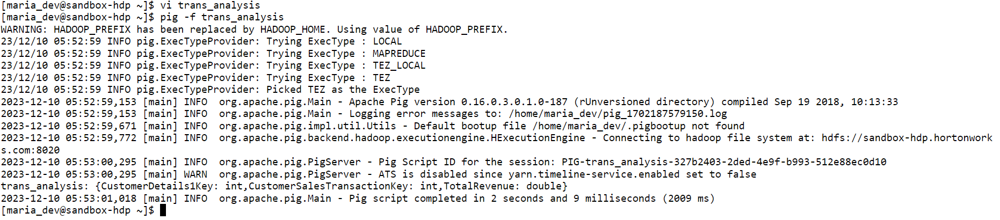 [maria_dev@sandbox-hdp ~]$ vi trans_analysis
[maria_dev@sandbox-hdp ~]$ pig -f trans_analysis
WARNING: HADOOP_PREFIX has been replaced by HADOOP_HOME. Using value of HADOOP_PREFIX.
23/12/10 05:52:59 INFO pig.ExecTypeProvider: Trying ExecType : LOCAL
23/12/10 05:52:59 INFO pig.ExecTypeProvider: Trying ExecType : MAPREDUCE
23/12/10 05:52:59 INFO pig.ExecTypeProvider: Trying ExecType : TEZ_LOCAL
23/12/10 05:52:59 INFO pig.ExecTypeProvider: Trying ExecType : TEZ
23/12/10 05:52:59 INFO pig.ExecTypeProvider: Picked TEZ as the ExecType
2023-12-10 05:52:59,153 [main] INFO  org.apache.pig.Main - Apache Pig version 0.16.0.3.0.1.0-187 (rUnversioned directory) compiled Sep 19 2018, 10:13:33
2023-12-10 05:52:59,153 [main] INFO  org.apache.pig.Main - Logging error messages to: /home/maria_dev/pig_1702187579150.log
2023-12-10 05:52:59,671 [main] INFO  org.apache.pig.impl.util.Utils - Default bootup file /home/maria_dev/.pigbootup not found
2023-12-10 05:52:59,772 [main] INFO  org.apache.pig.backend.hadoop.executionengine.HExecutionEngine - Connecting to hadoop file system at: hdfs://sandbox-hdp.hortonwork
s.com:8020
2023-12-10 05:53:00,295 [main] INFO  org.apache.pig.PigServer - Pig Script ID for the session: PIG-trans_analysis-327b2403-2ded-4e9f-b993-512e88ec0d10
2023-12-10 05:53:00,295 [main] WARN  org.apache.pig.PigServer - ATS is disabled since yarn.timeline-service.enabled set to false
trans_analysis: {CustomerDetails1Key: int,CustomerSalesTransactionKey: int,TotalRevenue: double}
2023-12-10 05:53:01,018 [main] INFO  org.apache.pig.Main - Pig script completed in 2 seconds and 9 milliseconds (2009 ms)
[maria_dev@sandbox-hdp ~]$